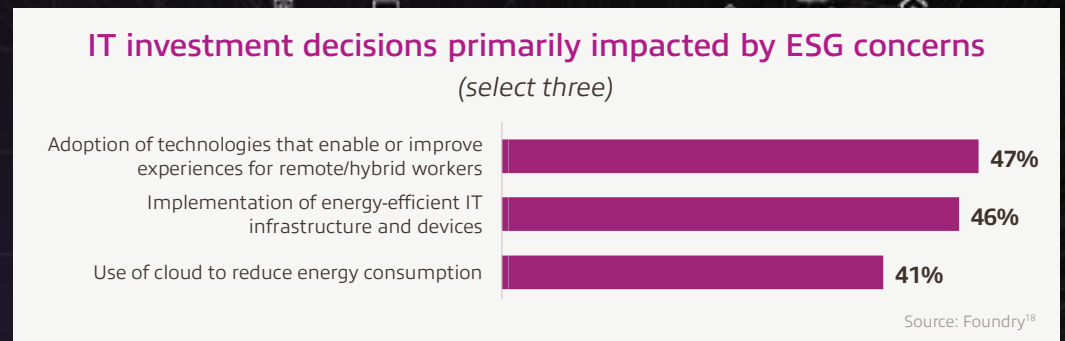 IT investment decisions primarily impacted by ESG concerns
(select three)
Adoption of technologies that enable or improve
experiences for remote/hybrid workers
47%
Implementation of energy-efficient IT
infrastructure and devices
46%
Use of cloud to reduce energy consumption
41%
Source: Foundry18